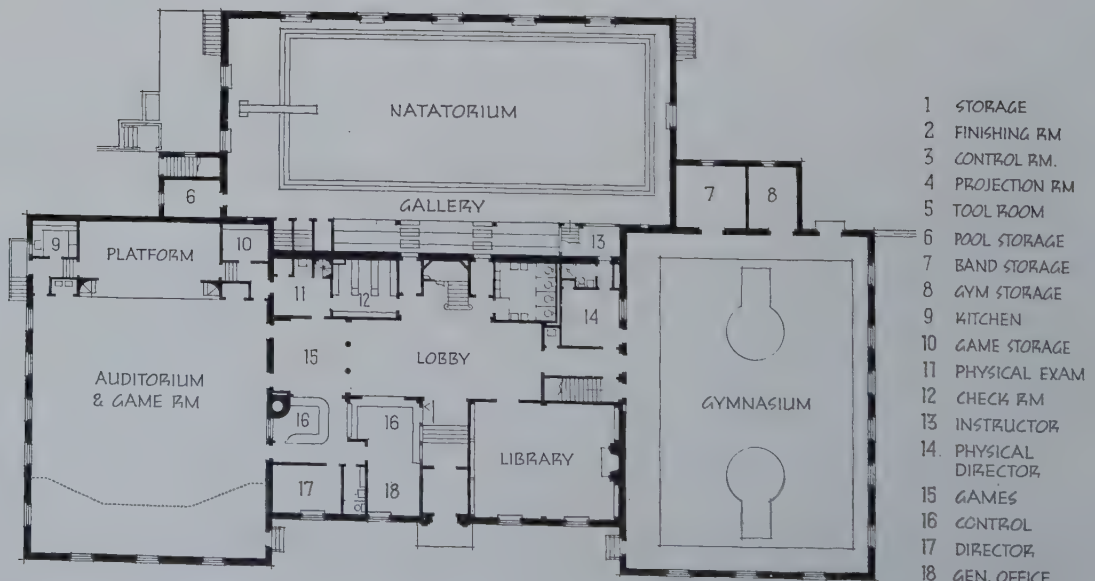 NATATORIUM
GALLERY
6
7
8
9
PLATFORM
10
13
11
12
14
15
LOBBY
AUDITORIUM
& GAME RM
GYMNASIUM
16
16
LIBRARY
17
18
1 STORAGE
2 FINISHING RM
3 CONTROL RM.
4 PROJECTION RM
5 TOOL ROOM
6 POOL STORAGE
7 BAND STORAGE
8 GYM STORAGE
9 KITCHEN
10 GAME STORAGE
11 PHYSICAL EXAM
12 CHECK RM
13 INSTRUCTOR
14. PHYSICAL
DIRECTOR
15 GAMES
16 CONTROL
17 DIRECTOR
18 GEN. OFFICE